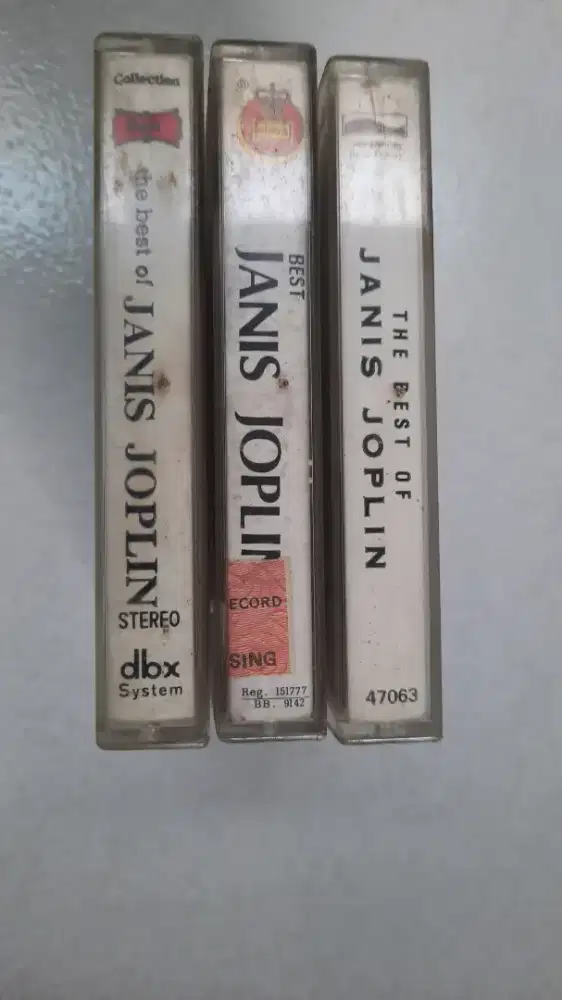 Collection
the best of JANIS JOPLIN
STEREO
dbx
System
BEST
JANIS JOPLIN
ECORD
SING
Reg. 151777
BB. 9142
THE BEST OF
JANIS JOPLIN
47063